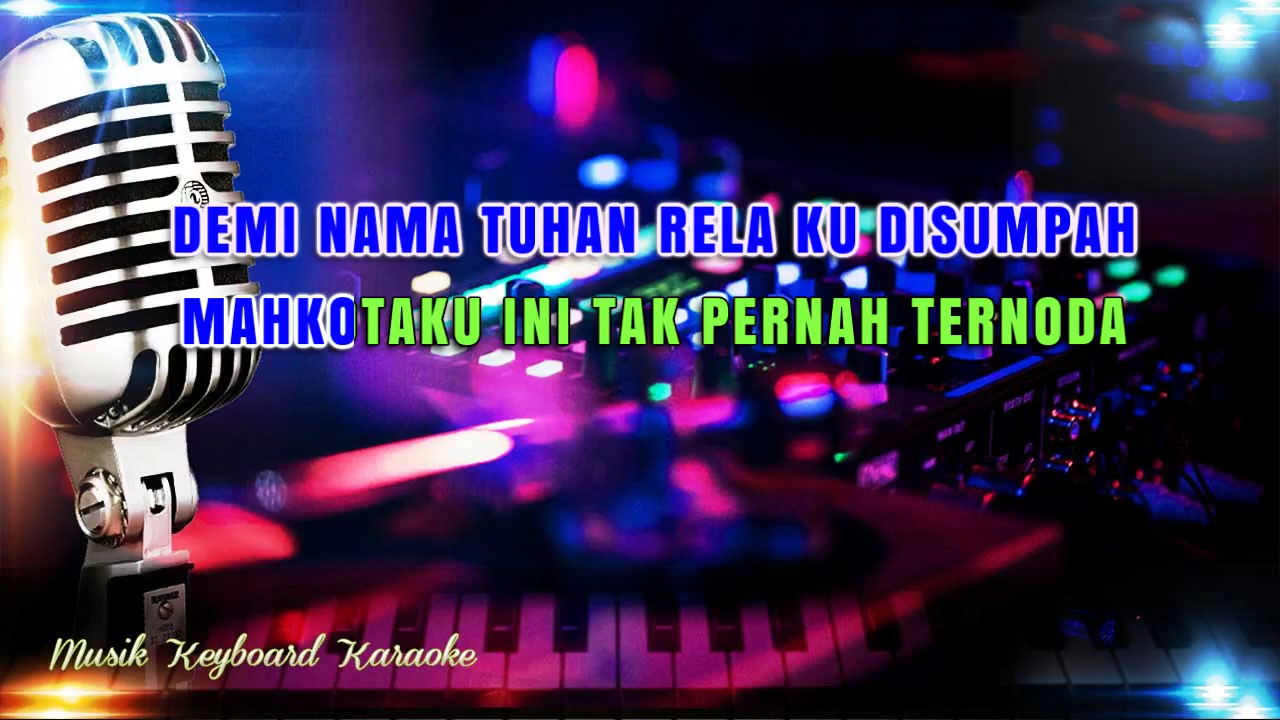 DEMI NAMA TUHAN RELA KU DISUMPAH
MAHKOTAKU INI TAK PERNAH TERNODA
Musik Keyboard Karaoke